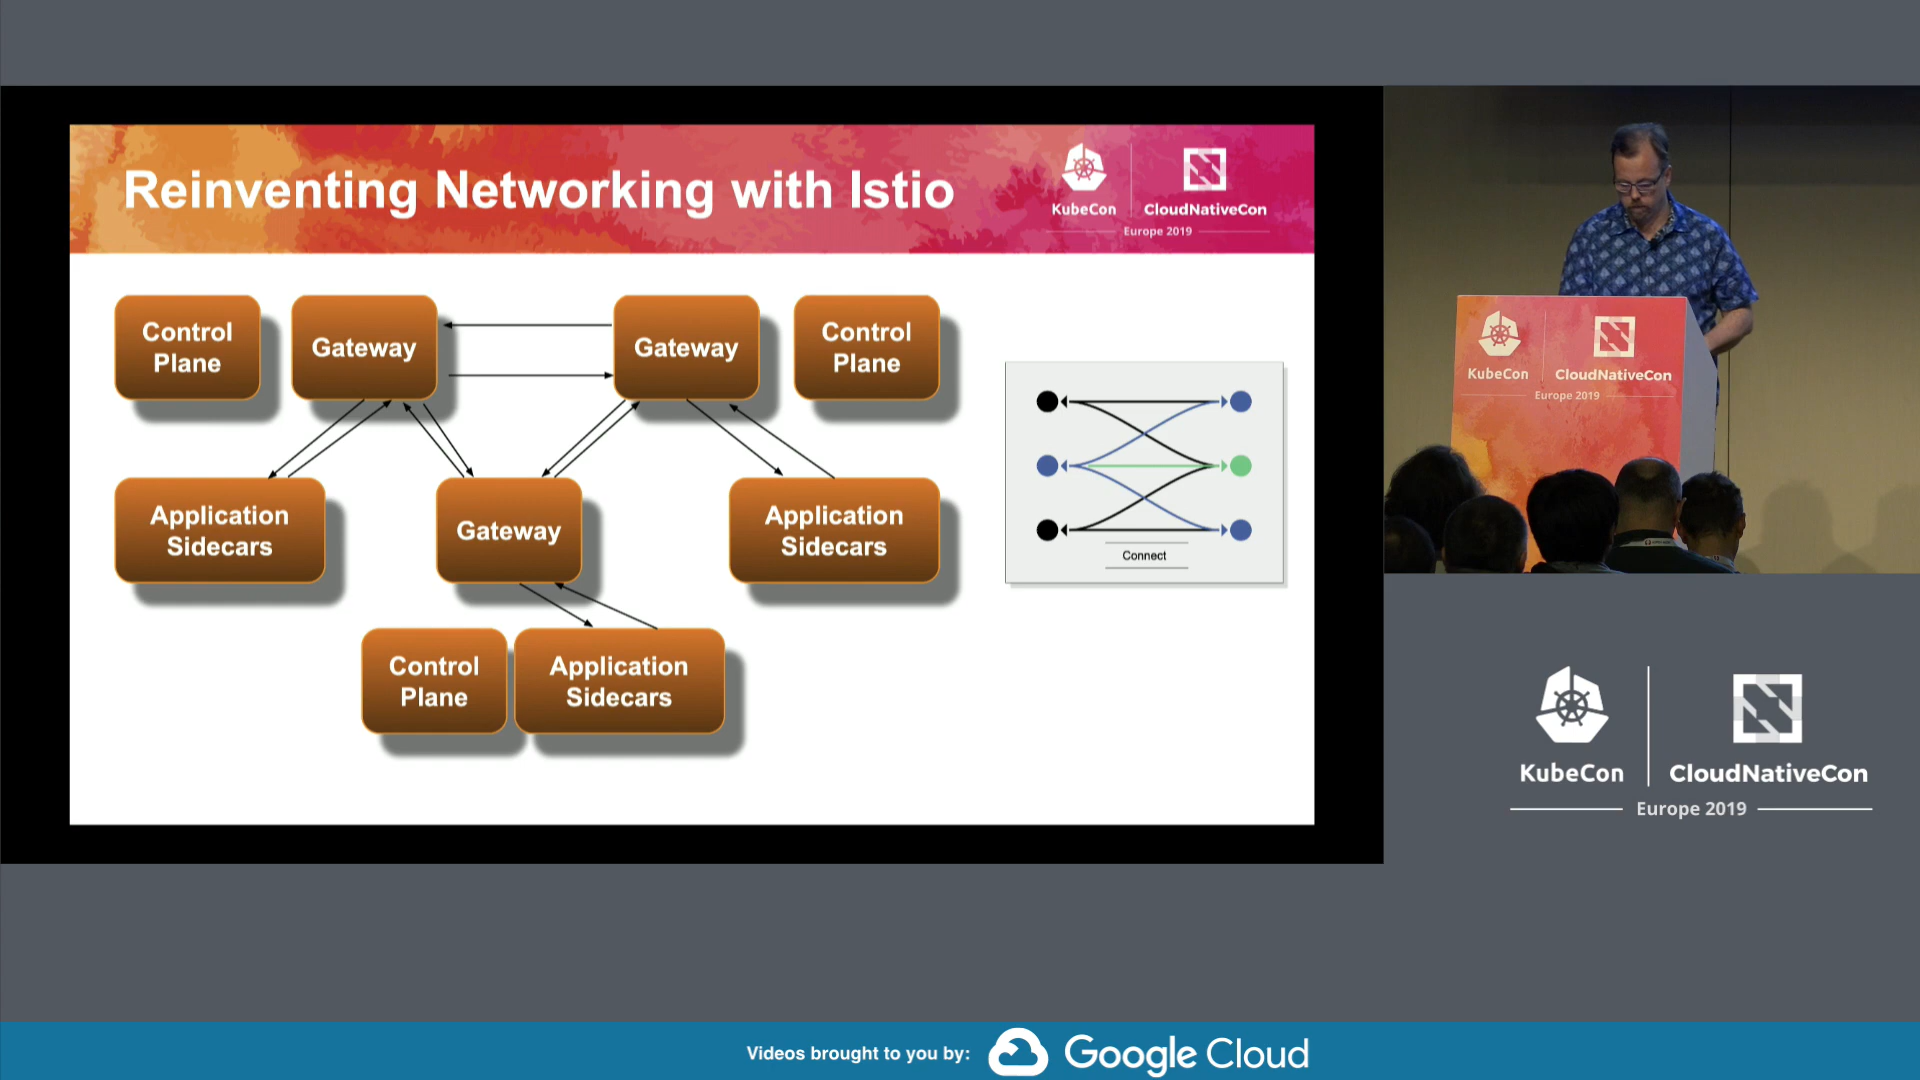 Reinventing Networking with Istio
KubeCon
CloudNativeCon
Europe 2019
Control
Plane
Gateway
Gateway
Control
Plane
Application
Sidecars
Gateway
Application
Sidecars
Control
Plane
Application
Sidecars
Connect
KubeCon
CloudNativeCon
Europe 2019
KubeCon
CloudNativeCon
Europe 2019
Videos brought to you by:
Google Cloud